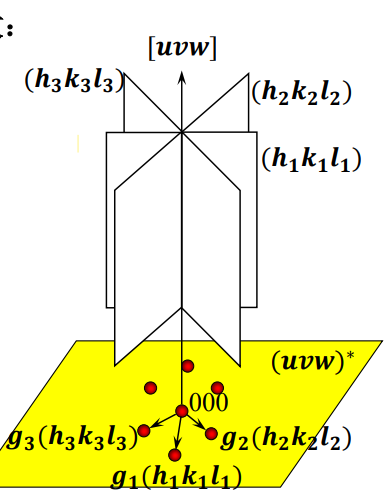 :
[uvw]
(h₃k₃l₃)
(h₂k₂l₂)
(h₁k₁l₁)
(uvw)*
000
g₃(h₃k₃l₃)
g₂(h₂k₂l₂)
g₁(h₁k₁l₁)